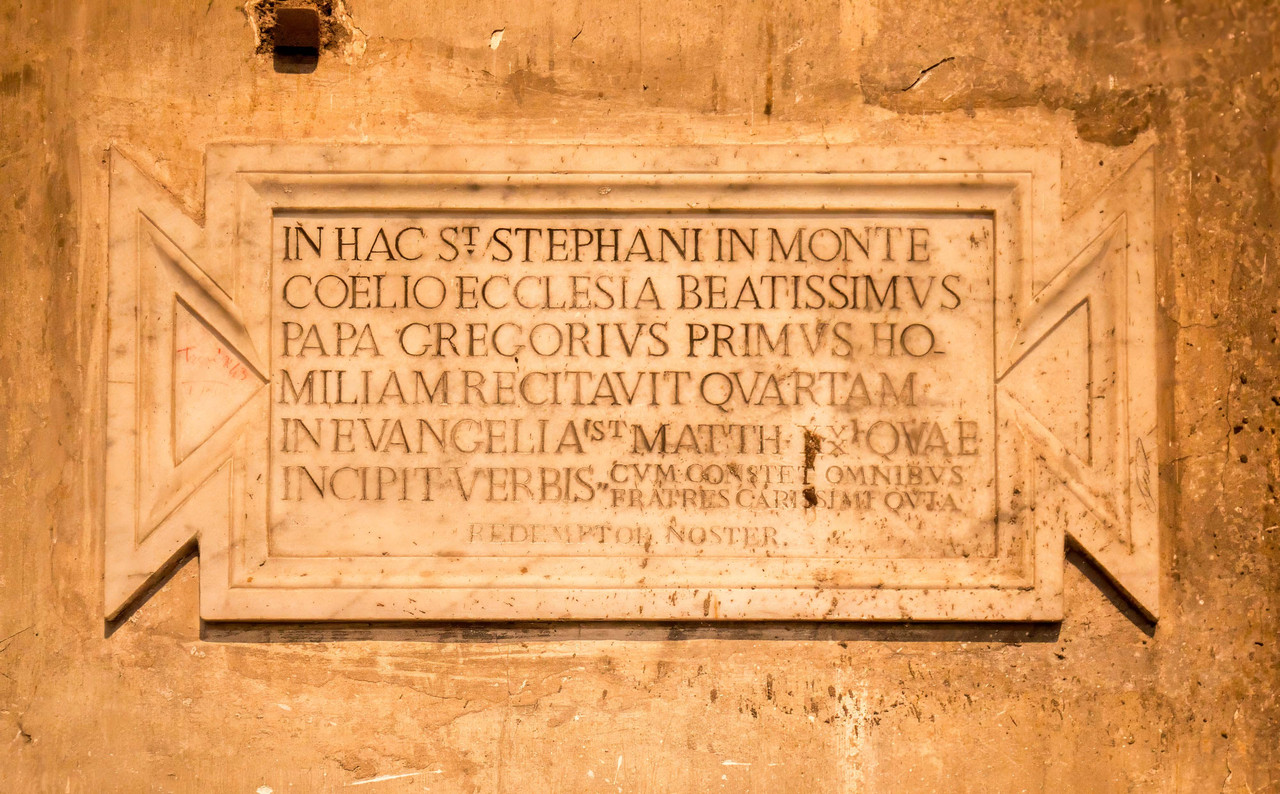 IN HAC S.T STEPHANI IN MONTE
COELIO ECCLESIA BEATISSIMVS
PAPA GREGORIVS PRIMVS HO-
MILIAM RECITAVIT QVARTAM
IN EVANGELIA ST MATTH QVAE
INCIPIT VERBIS" CVM CONSTET OMNIBVS
FRATRES CARISSIMI QVIA
REDEMPTOR NOSTER.